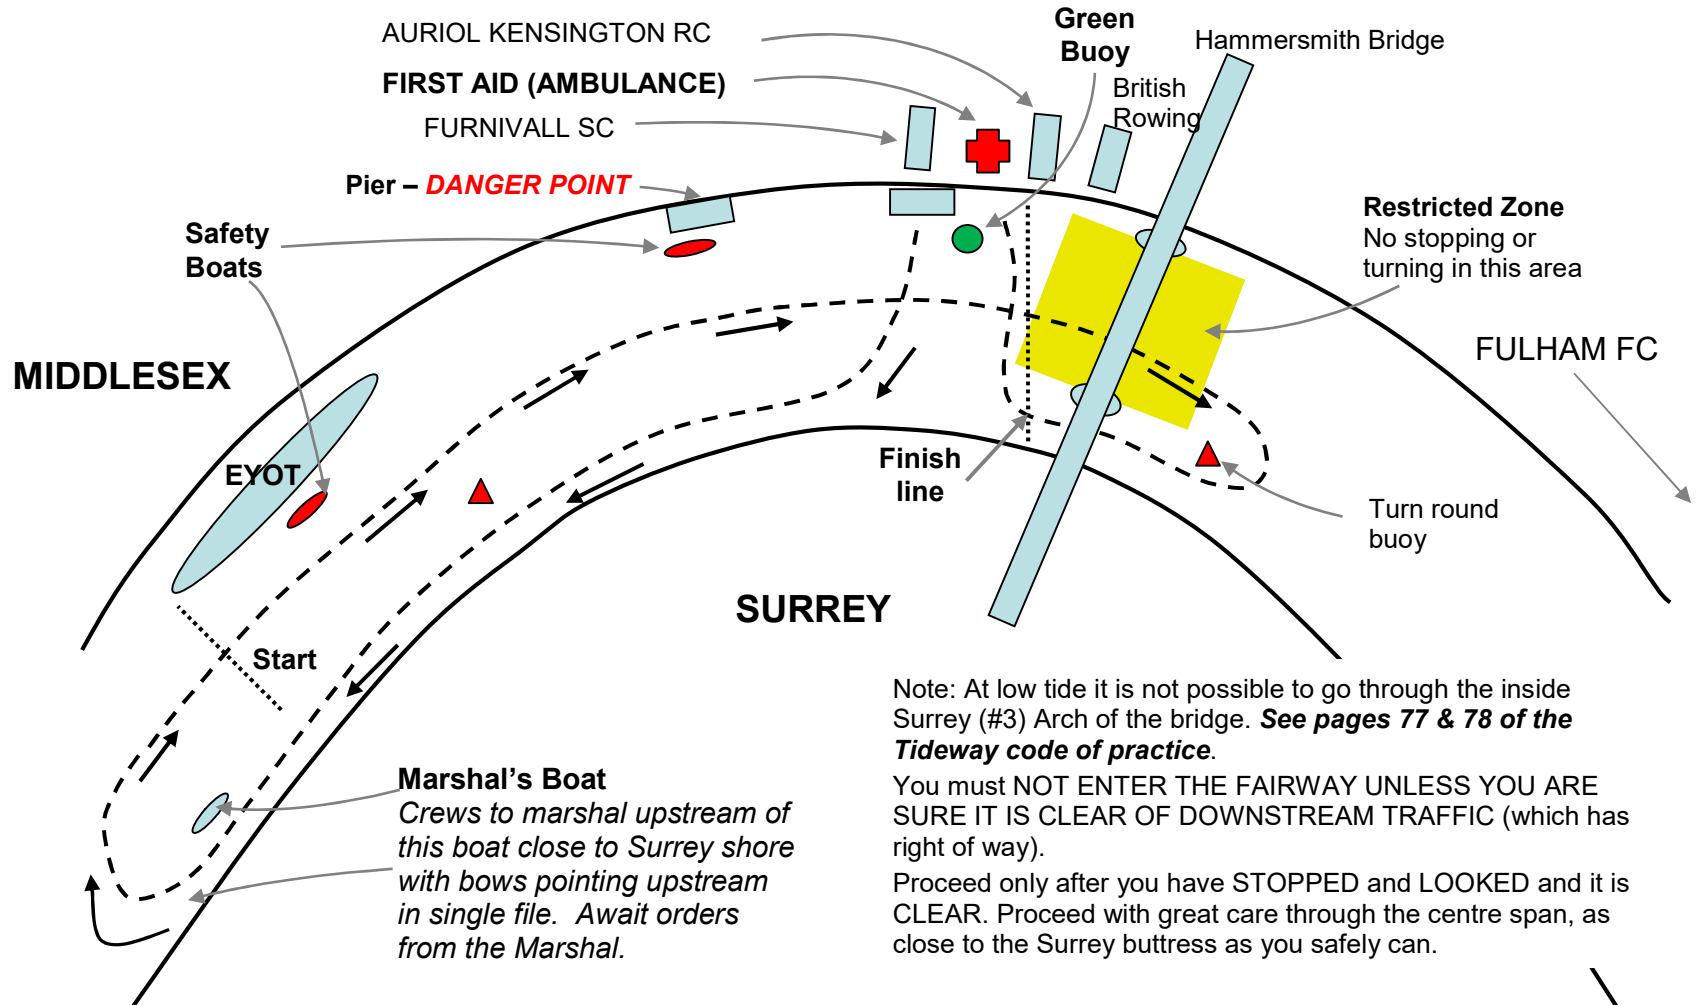 AURIOL KENSINGTON RC
FIRST AID (AMBULANCE)
FURNIVALL SC
Pier – DANGER POINT
Green
Buoy
Hammersmith Bridge
British
Rowing
Safety
Boats
Restricted Zone
No stopping or
turning in this area
MIDDLESEX
FULHAM FC
EYOT
Finish
line
Turn round
buoy
SURREY
Start
Marshal's Boat
Crews to marshal upstream of
this boat close to Surrey shore
with bows pointing upstream
in single file. Await orders
from the Marshal.
Note: At low tide it is not possible to go through the inside
Surrey (#3) Arch of the bridge. See pages 77 & 78 of the
Tideway code of practice.
You must NOT ENTER THE FAIRWAY UNLESS YOU ARE
SURE IT IS CLEAR OF DOWNSTREAM TRAFFIC (which has
right of way).
Proceed only after you have STOPPED and LOOKED and it is
CLEAR. Proceed with great care through the centre span, as
close to the Surrey buttress as you safely can.